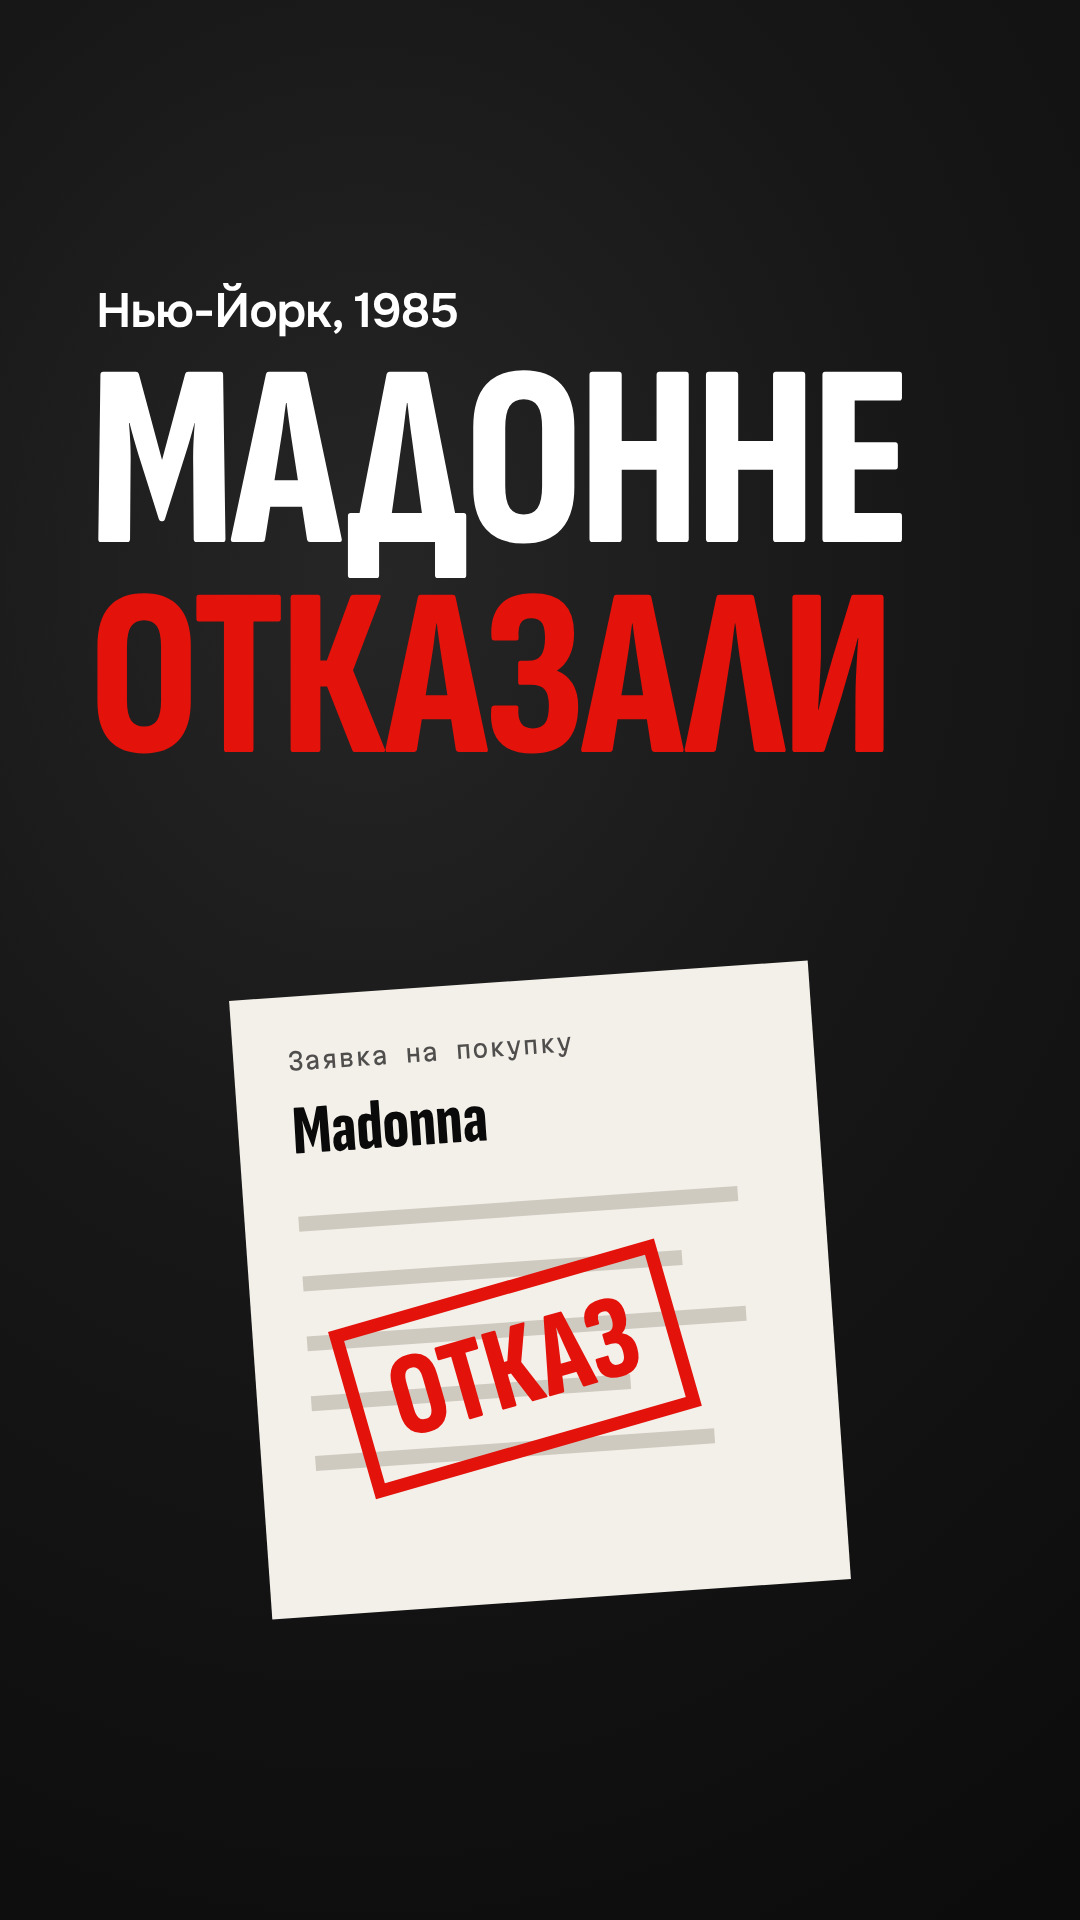 Нью-Йорк, 1985
МАДОННЕ
ОТКАЗАЛИ
Заявка на покупку
Madonna
ОТКАЗ